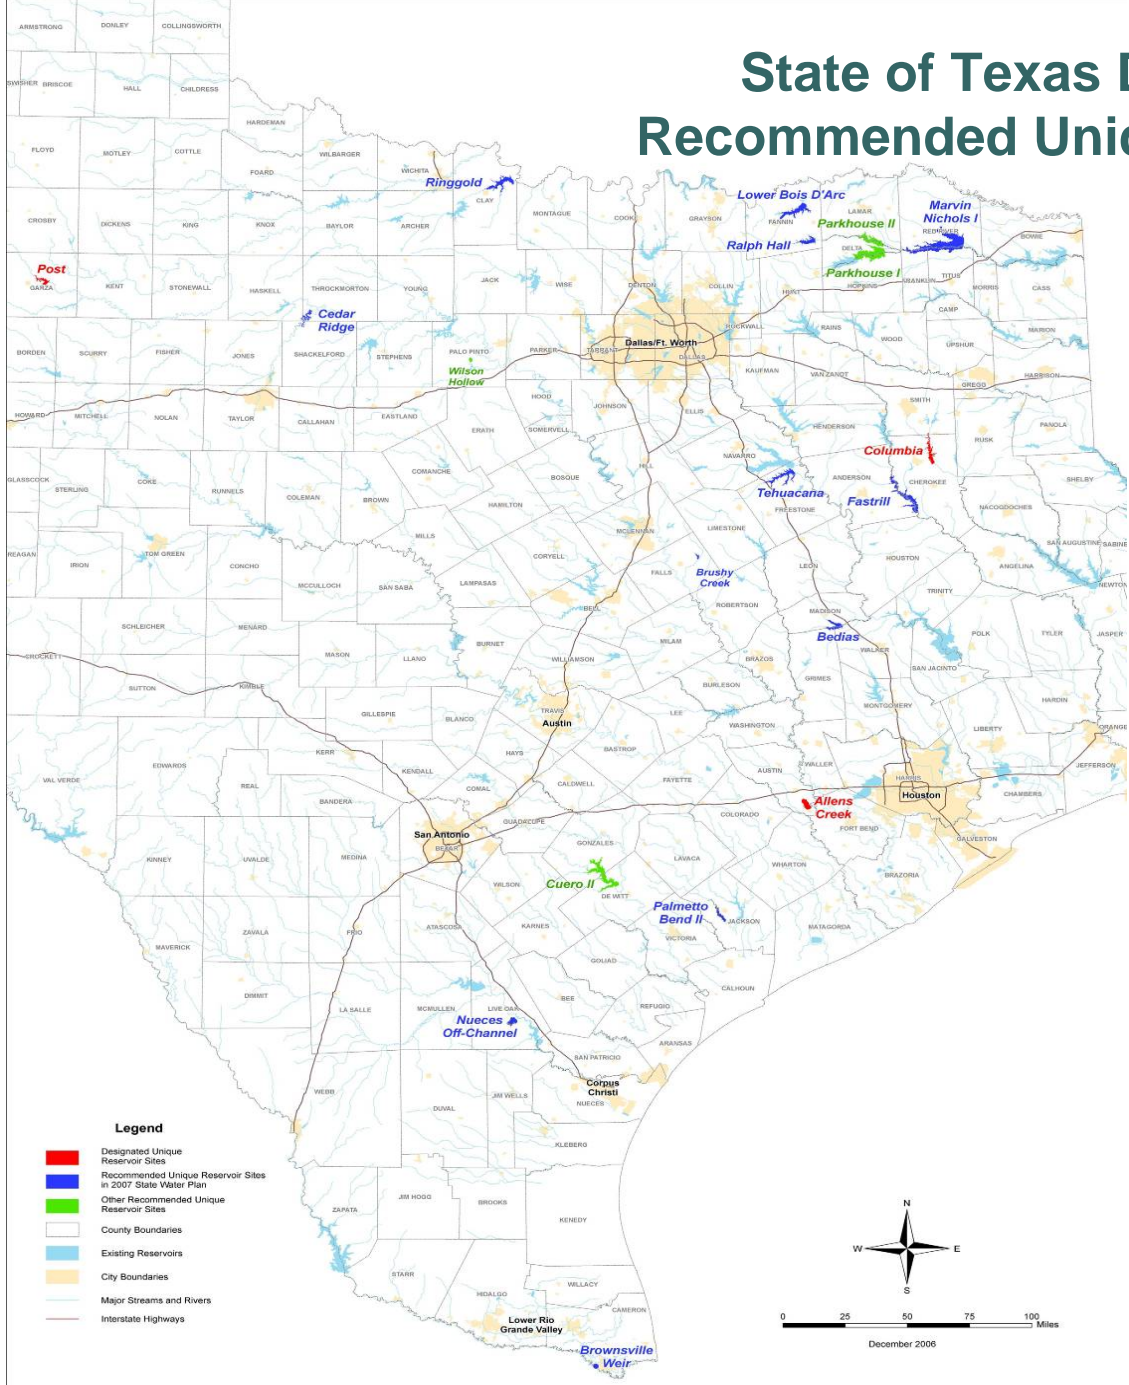 State of Texas D
Recommended Uniq
ARMSTRONG
DONLEY
COLLINGSWORTH
SWISHER
BRISCOE
HALL
CHILDRESS
HARDEMAN
FLOYD
MOTLEY
COTTLE
FOARD
WILBARGER
WICHITA
Ringgold
CLAY
MONTAGUE
COOKE
GRAYSON
Lower Bois D'Arc
FANNIN
LAMAR
Parkhouse II
Marvin
Nichols I
RED RIVER
BOWIE
CROSBY
DICKENS
KING
KNOX
BAYLOR
ARCHER
Ralph Hall
DELTA
Parkhouse I
HOPKINS
FRANKLIN
TITUS
MORRIS
CASS
Post
GARZA
KENT
STONEWALL
HASKELL
THROCKMORTON
YOUNG
JACK
WISE
DENTON
COLLIN
HUNT
CAMP
Cedar
Ridge
ROCKWALL
RAINS
WOOD
UPSHUR
MARION
BORDEN
SCURRY
FISHER
JONES
SHACKELFORD
STEPHENS
PALO PINTO
PARKER
TARRANT
Dallas/Ft. Worth
DALLAS
Wilson
Hollow
KAUFMAN
VAN ZANDT
GREGG
HARRISON
HOWARD
MITCHELL
NOLAN
TAYLOR
CALLAHAN
EASTLAND
HOOD
JOHNSON
ELLIS
SMITH
ERATH
SOMERVELL
HENDERSON
RUSK
PANOLA
Columbia
NAVARRO
HILL
GLASSCOCK
STERLING
COKE
RUNNELS
COLEMAN
BROWN
COMANCHE
BOSQUE
ANDERSON
CHEROKEE
SHELBY
Tehuacana
Fastrill
FREESTONE
NACOGDOCHES
HAMILTON
MILLS
MCLENNAN
LIMESTONE
SAN AUGUSTINE
SABINE
REAGAN
IRION
TOM GREEN
CONCHO
MCCULLOCH
SAN SABA
LAMPASAS
CORYELL
FALLS
Brushy
Creek
LEON
HOUSTON
ANGELINA
NEWTON
TRINITY
BELL
ROBERTSON
MADISON
Bedias
SCHLEICHER
MENARD
BURNET
MILAM
WALKER
POLK
TYLER
JASPER
CROCKETT
MASON
LLANO
WILLIAMSON
BRAZOS
GRIMES
SAN JACINTO
SUTTON
KIMBLE
BURLESON
HARDIN
GILLESPIE
BLANCO
TRAVIS
Austin
LEE
WASHINGTON
MONTGOMERY
LIBERTY
ORANGE
KERR
HAYS
BASTROP
VAL VERDE
EDWARDS
REAL
KENDALL
COMAL
CALDWELL
FAYETTE
AUSTIN
WALLER
HARRIS
Houston
JEFFERSON
CHAMBERS
BANDERA
Allens
Creek
GUADALUPE
COLORADO
FORT BEND
San Antonio
BEXAR
GONZALES
GALVESTON
KINNEY
UVALDE
MEDINA
LAVACA
WHARTON
BRAZORIA
WILSON
Cuero II
DE WITT
Palmetto
Bend II
JACKSON
MATAGORDA
ZAVALA
FRIO
ATASCOSA
KARNES
VICTORIA
MAVERICK
GOLIAD
CALHOUN
DIMMIT
LA SALLE
MCMULLEN
LIVE OAK
BEE
REFUGIO
Nueces
Off-Channel
ARANSAS
SAN PATRICIO
Corpus
Christi
NUECES
WEBB
DUVAL
JIM WELLS
KLEBERG
ZAPATA
JIM HOGG
BROOKS
KENEDY
STARR
HIDALGO
WILLACY
CAMERON
Lower Rio
Grande Valley
Brownsville
Weir
Legend
Designated Unique
Reservoir Sites
Recommended Unique Reservoir Sites
in 2007 State Water Plan
Other Recommended Unique
Reservoir Sites
County Boundaries
Existing Reservoirs
City Boundaries
Major Streams and Rivers
Interstate Highways
N
W
E
S
0 25 50 75 100
Miles
December 2006